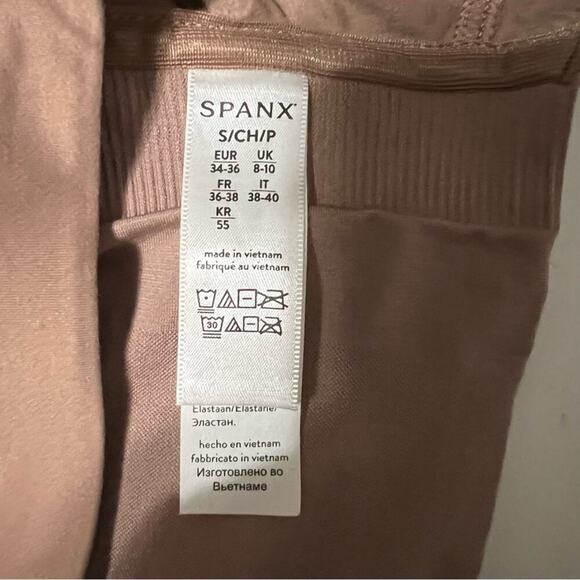 SPANX
S/CH/P
EUR UK
34-36 8-10
FR IT
36-38 38-40
KR
55
made in vietnam
fabriqué au vietnam
30
Elastaan/Elastane/
Эластан.
hecho en vietnam
fabbricato in vietnam
Изготовлено во
Вьетнаме